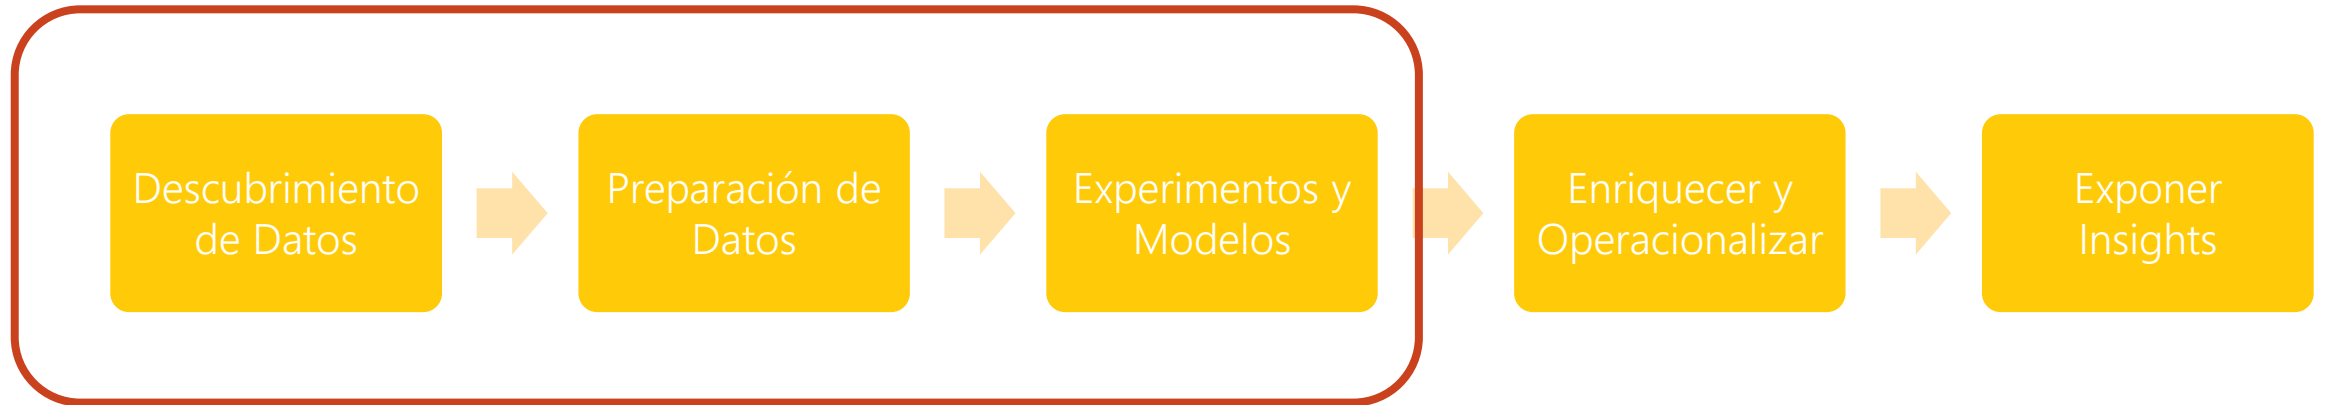 Descubrimiento
de Datos
Preparación de
Datos
Experimentos y
Modelos
Enriquecer y
Operacionalizar
Exponer
Insights